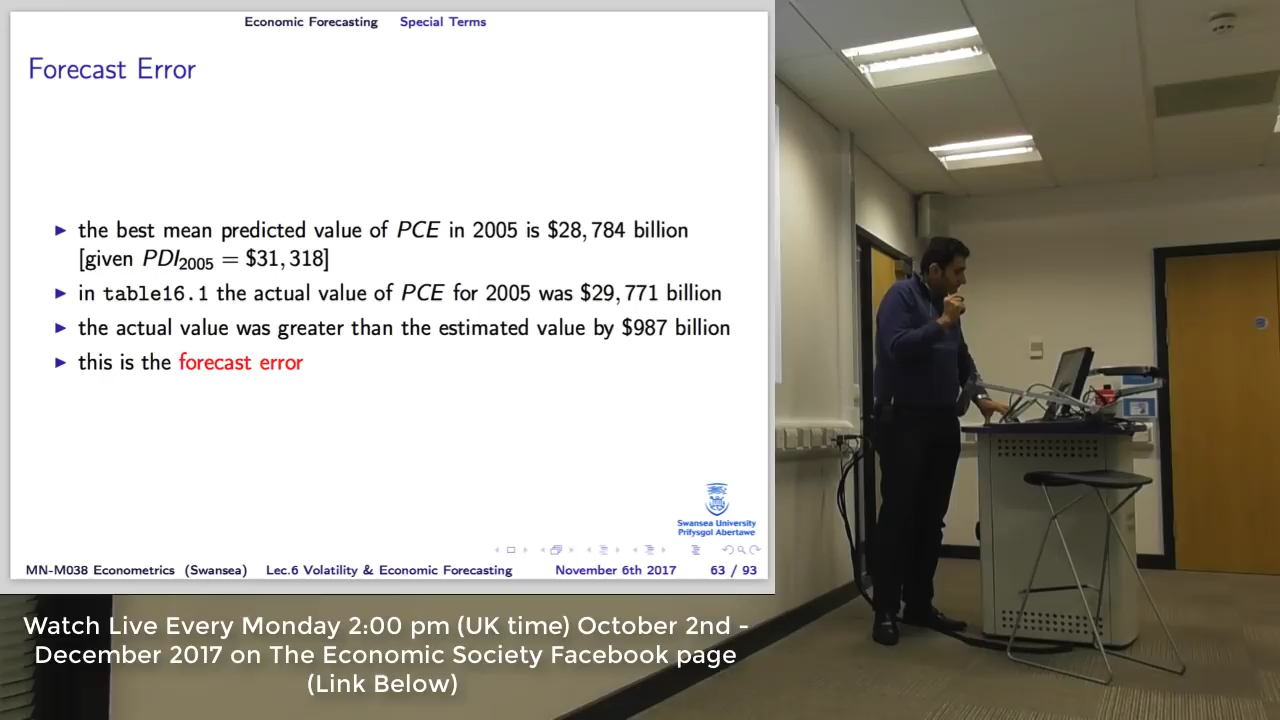 Economic Forecasting Special Terms
Forecast Error
▶ the best mean predicted value of PCE in 2005 is $28,784 billion
[given PDI2005 = $31,318]
▶ in table16.1 the actual value of PCE for 2005 was $29,771 billion
▶ the actual value was greater than the estimated value by $987 billion
▶ this is the forecast error
Swansea University
Prifysgol Abertawe
MN-M038 Econometrics (Swansea) Lec.6 Volatility & Economic Forecasting November 6th 2017 63 / 93
Watch Live Every Monday 2:00 pm (UK time) October 2nd -
December 2017 on The Economic Society Facebook page
(Link Below)